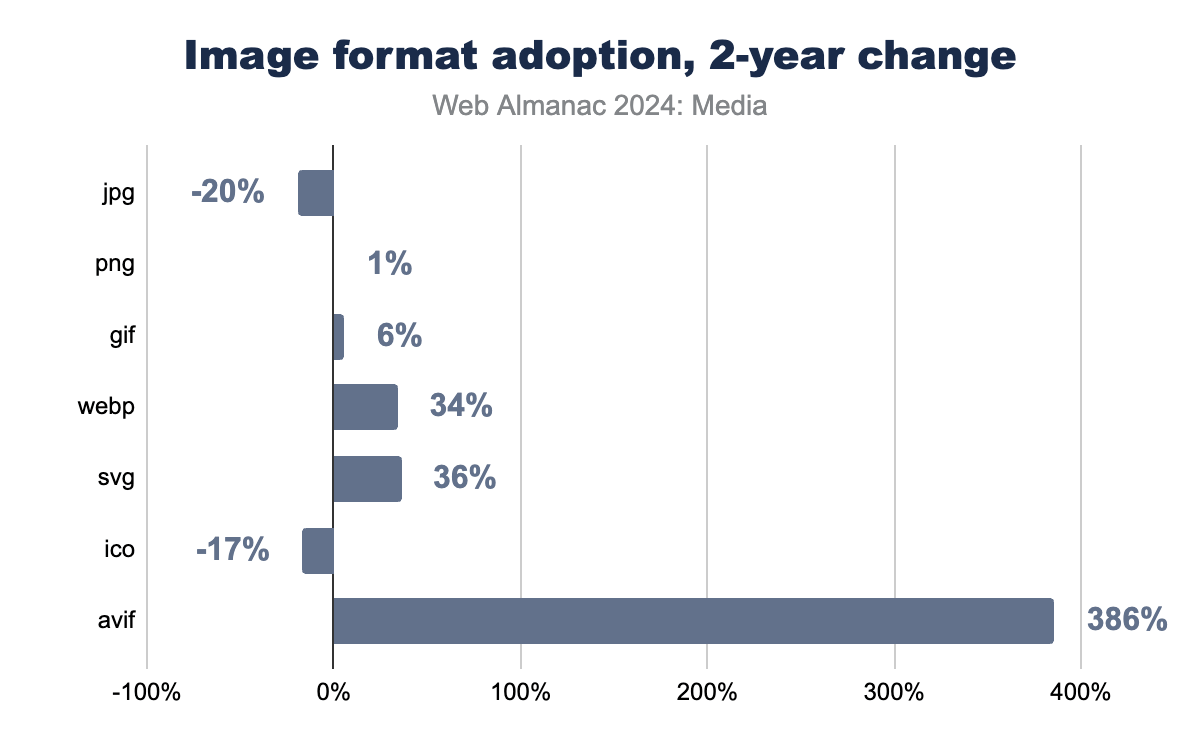 Image format adoption, 2-year change
Web Almanac 2024: Media
jpg -20%
png 1%
gif 6%
webp 34%
svg 36%
ico -17%
avif 386%
-100% 0% 100% 200% 300% 400%